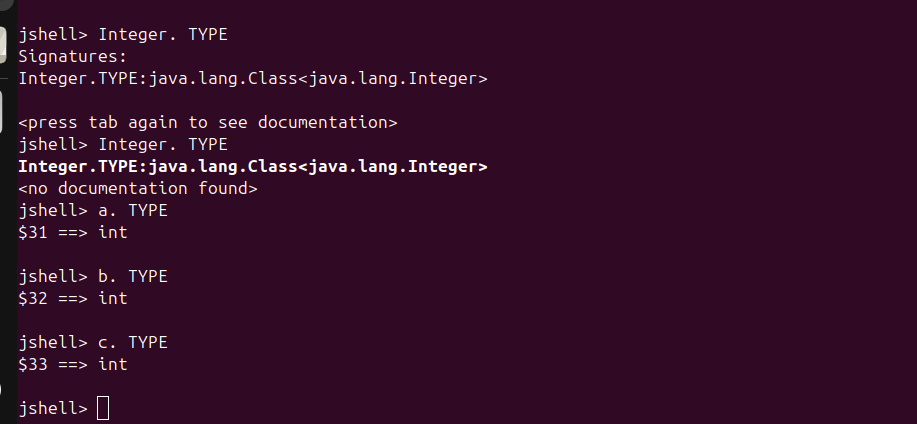 jshell> Integer. TYPE
Signatures:
Integer.TYPE:java.lang.Class<java.lang.Integer>
<press tab again to see documentation>
jshell> Integer. TYPE
Integer.TYPE:java.lang.Class<java.lang.Integer>
<no documentation found>
jshell> a. TYPE
$31 ==> int
jshell> b. TYPE
$32 ==> int
jshell> c. TYPE
$33 ==> int
jshell>